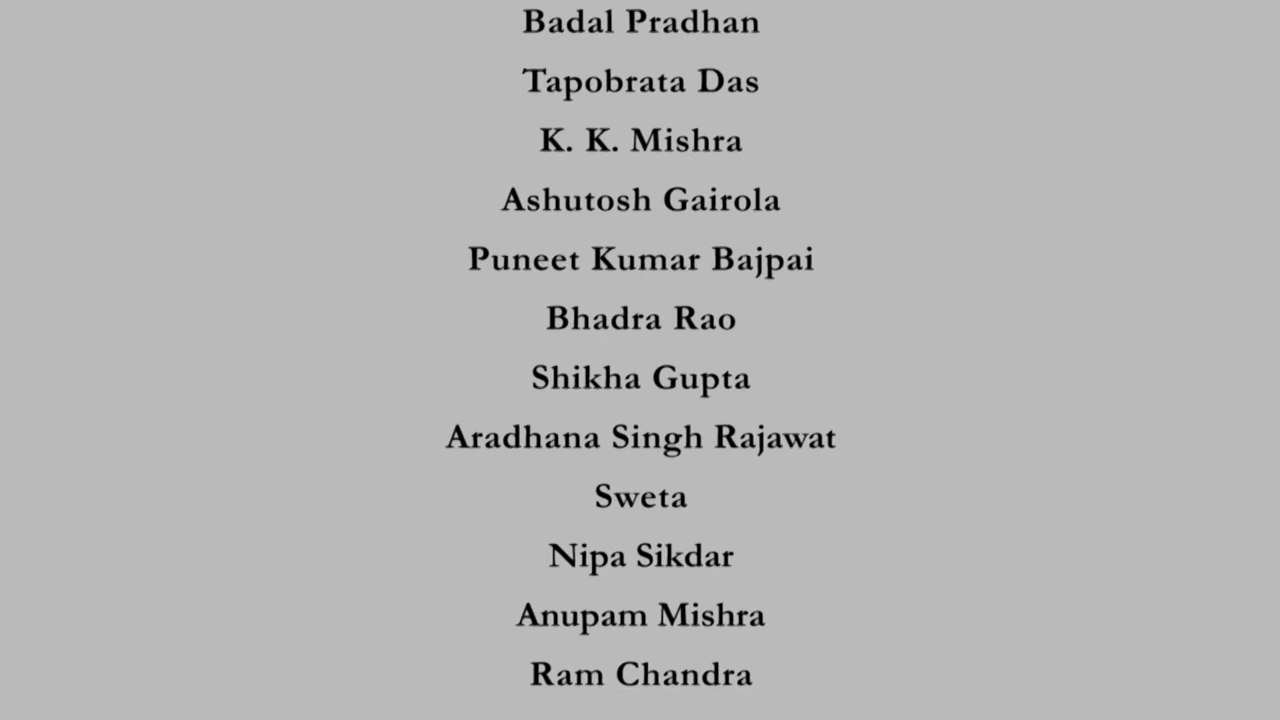 Badal Pradhan
Tapobrata Das
K. K. Mishra
Ashutosh Gairola
Puneet Kumar Bajpai
Bhadra Rao
Shikha Gupta
Aradhana Singh Rajawat
Sweta
Nipa Sikdar
Anupam Mishra
Ram Chandra